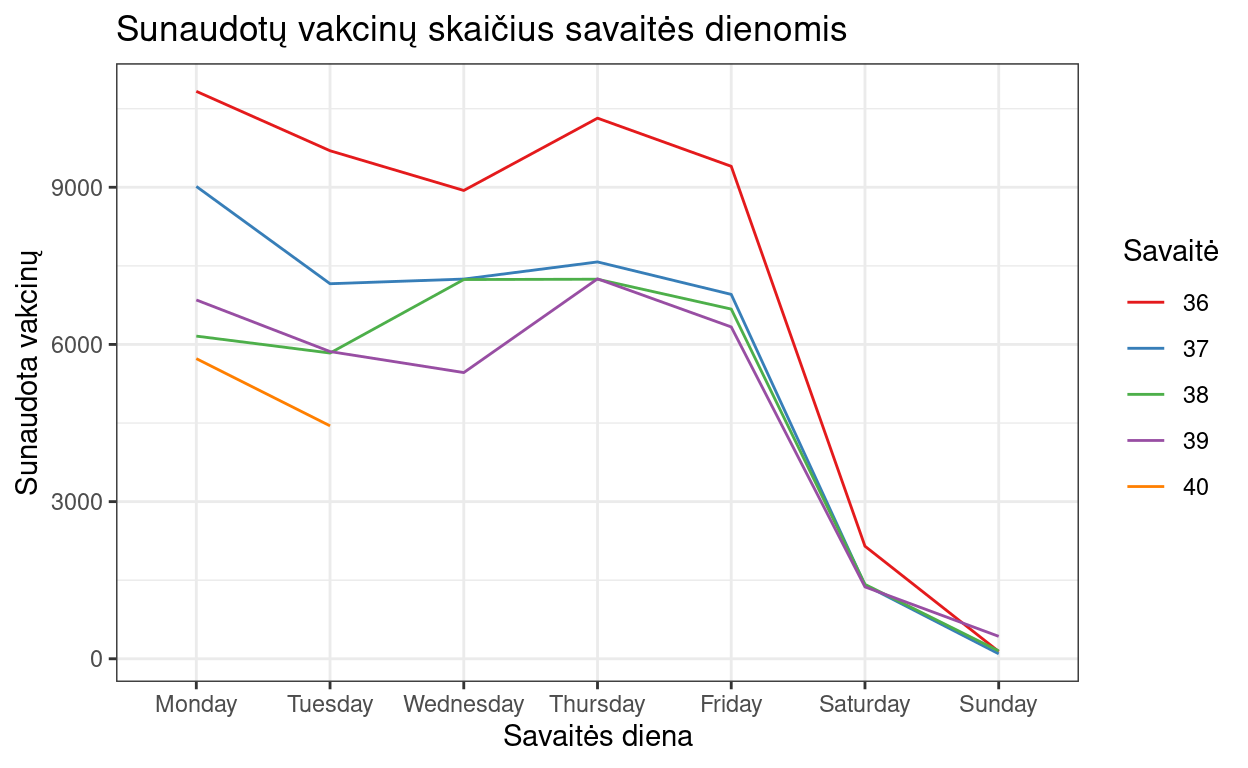 Sunaudotų vakcinų skaičius savaitės dienomis
Sunaudota vakcinų
9000
6000
3000
0
Monday Tuesday Wednesday Thursday Friday Saturday Sunday
Savaitės diena
Savaitė
36
37
38
39
40